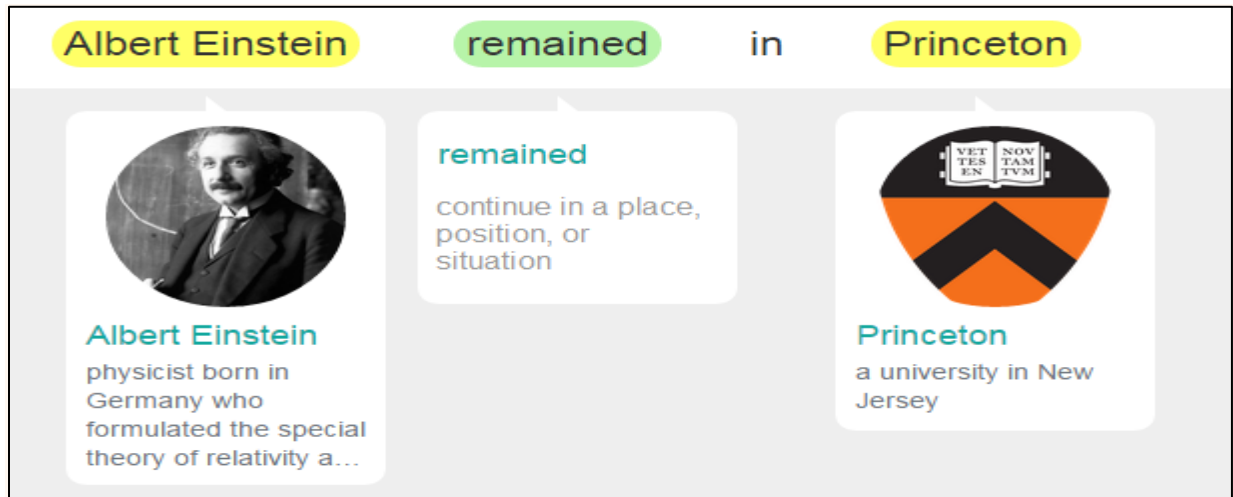 Albert Einstein remained in Princeton
remained
continue in a place,
position, or
situation
VET NOV
TES TAM
EN TVM
Albert Einstein
physicist born in
Germany who
formulated the special
theory of relativity a...
Princeton
a university in New
Jersey